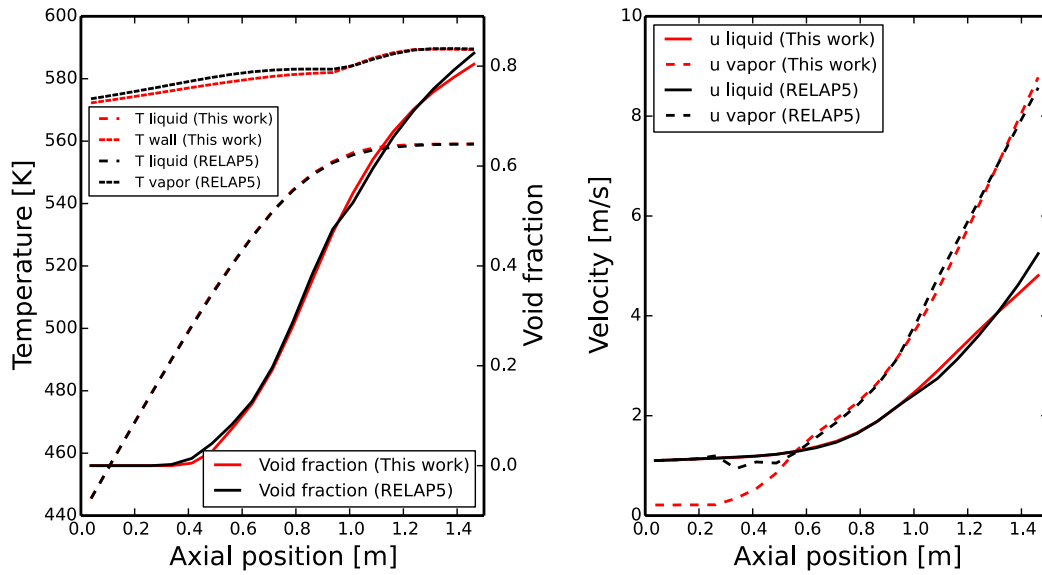 600
580
560
540
520
500
480
460
440
Temperature [K]
T liquid (This work)
T wall (This work)
T liquid (RELAP5)
T vapor (RELAP5)
Void fraction (This work)
Void fraction (RELAP5)
0.8
0.6
0.4
0.2
0.0
Void fraction
0.0 0.2 0.4 0.6 0.8 1.0 1.2 1.4
Axial position [m]
10
8
6
4
2
0
Velocity [m/s]
u liquid (This work)
u vapor (This work)
u liquid (RELAP5)
u vapor (RELAP5)
0.0 0.2 0.4 0.6 0.8 1.0 1.2 1.4
Axial position [m]